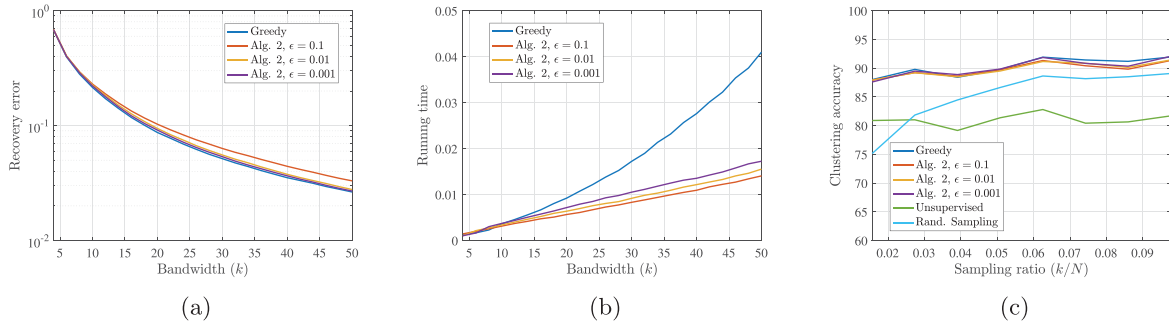 10^0
10^{-1}
10^{-2}
Recovery error
5 10 15 20 25 30 35 40 45 50
Bandwidth (k)
Greedy
Alg. 2, ϵ = 0.1
Alg. 2, ϵ = 0.01
Alg. 2, ϵ = 0.001
(a)
0.05
0.04
0.03
0.02
0.01
0
Runnung time
5 10 15 20 25 30 35 40 45 50
Bandwidth (k)
Greedy
Alg. 2, ϵ = 0.1
Alg. 2, ϵ = 0.01
Alg. 2, ϵ = 0.001
(b)
100
95
90
85
80
75
70
65
60
Clustering accuracy
0.02 0.03 0.04 0.05 0.06 0.07 0.08 0.09
Sampling ratio (k/N)
Greedy
Alg. 2, ϵ = 0.1
Alg. 2, ϵ = 0.01
Alg. 2, ϵ = 0.001
Unsupervised
Rand. Sampling
(c)